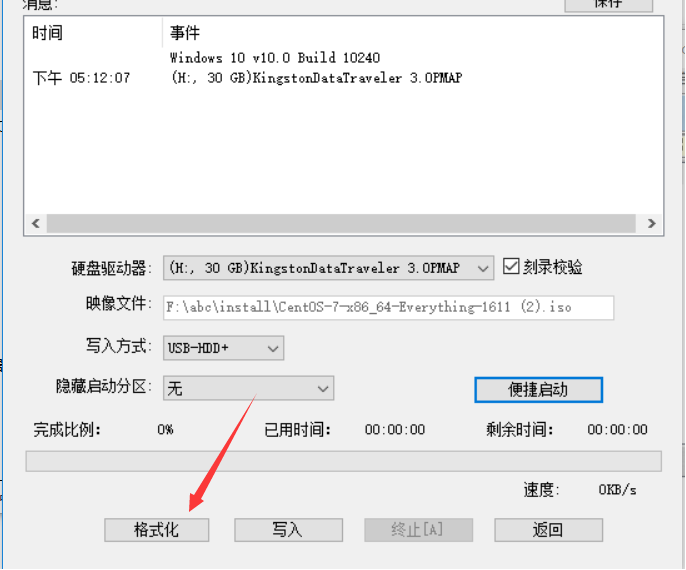 消息:
保存
时间 事件
Windows 10 v10.0 Build 10240
下午 05:12:07 (H:, 30 GB)KingstonDataTraveler 3.0PMAP
硬盘驱动器: (H:, 30 GB)KingstonDataTraveler 3.0PMAP 刻录校验
映像文件: F:\abc\install\CentOS-7-x86_64-Everything-1611 (2).iso
写入方式: USB-HDD+
隐藏启动分区: 无 便捷启动
完成比例: 0% 已用时间: 00:00:00 剩余时间: 00:00:00
速度: 0KB/s
格式化 写入 终止[A] 返回